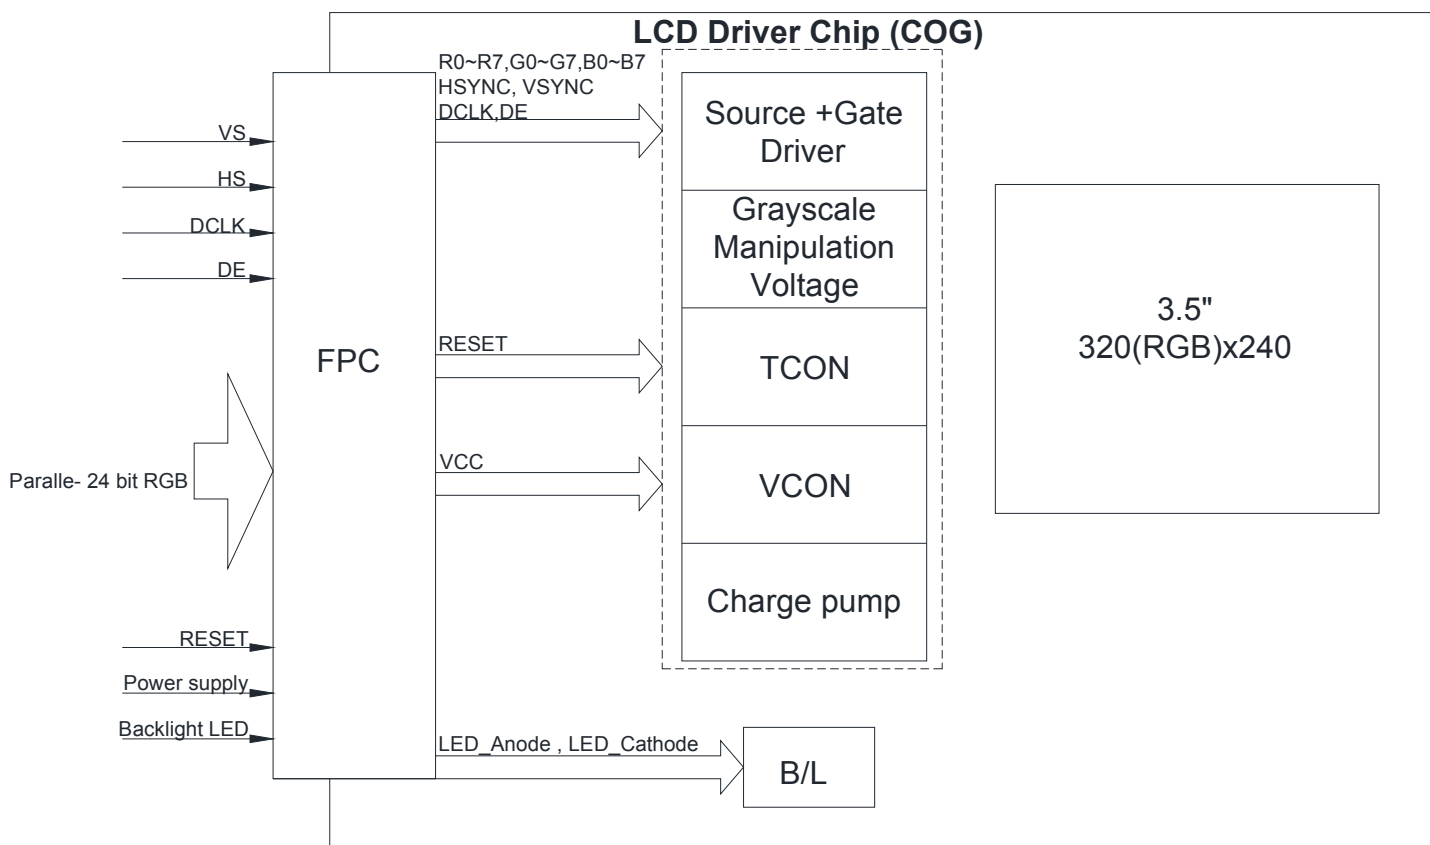 LCD Driver Chip (COG)
R0~R7,G0~G7,B0~B7
HSYNC, VSYNC
DCLK,DE
VS
HS
DCLK
DE
Paralle- 24 bit RGB
RESET
Power supply
Backlight LED
FPC
RESET
VCC
LED_Anode , LED_Cathode
Source +Gate
Driver
Grayscale
Manipulation
Voltage
TCON
VCON
Charge pump
B/L
3.5"
320(RGB)x240